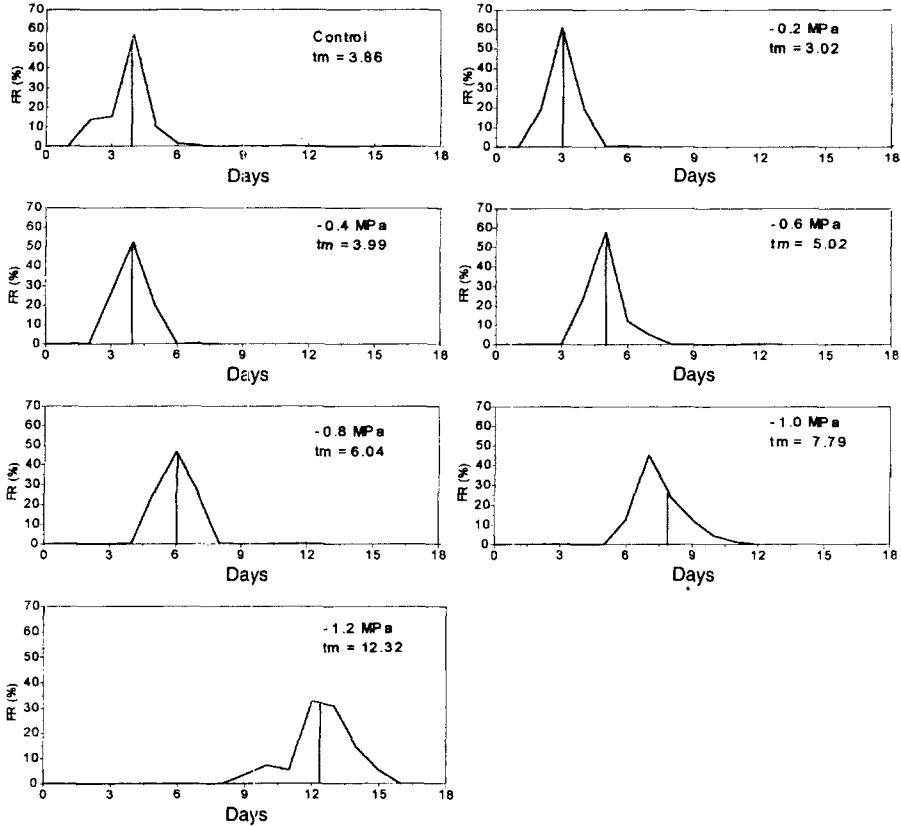 Control
tm = 3.86
FR (%)
70
60
50
40
30
20
10
0
0 3 6 9 12 15 18
Days
-0.2 MPa
tm = 3.02
FR (%)
70
60
50
40
30
20
10
0
0 3 6 9 12 15 18
Days
-0.4 MPa
tm = 3.99
FR (%)
70
60
50
40
30
20
10
0
0 3 6 9 12 15 18
Days
-0.6 MPa
tm = 5.02
FR (%)
70
60
50
40
30
20
10
0
0 3 6 9 12 15 18
Days
-0.8 MPa
tm = 6.04
FR (%)
70
60
50
40
30
20
10
0
0 3 6 9 12 15 18
Days
-1.0 MPa
tm = 7.79
FR (%)
70
60
50
40
30
20
10
0
0 3 6 9 12 15 18
Days
-1.2 MPa
tm = 12.32
FR (%)
70
60
50
40
30
20
10
0
0 3 6 9 12 15 18
Days